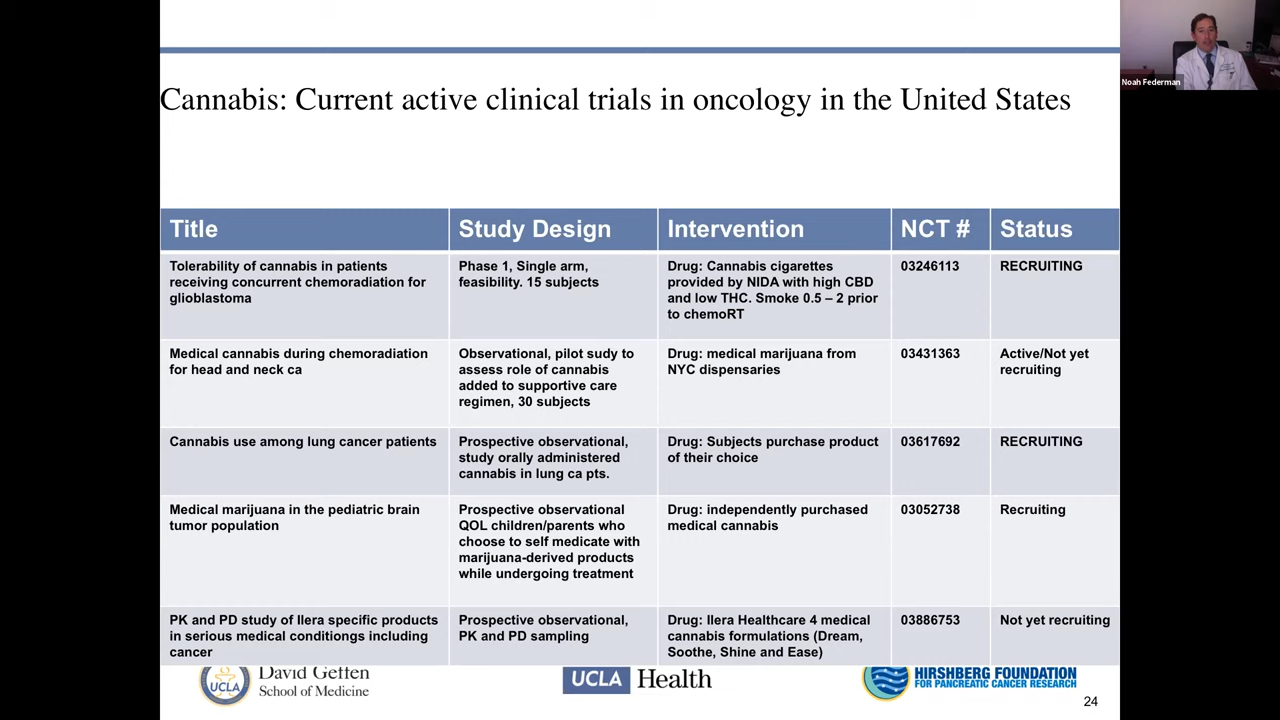 Noah Federman
Cannabis: Current active clinical trials in oncology in the United States
Title
Study Design
Intervention
NCT #
Status
Tolerability of cannabis in patients
receiving concurrent chemoradiation for
glioblastoma
Phase 1, Single arm,
feasibility. 15 subjects
Drug: Cannabis cigarettes
provided by NIDA with high CBD
and low THC. Smoke 0.5 – 2 prior
to chemoRT
03246113
RECRUITING
Medical cannabis during chemoradiation
for head and neck ca
Observational, pilot sudy to
assess role of cannabis
added to supportive care
regimen, 30 subjects
Drug: medical marijuana from
NYC dispensaries
03431363
Active/Not yet
recruiting
Cannabis use among lung cancer patients
Prospective observational,
study orally administered
cannabis in lung ca pts.
Drug: Subjects purchase product
of their choice
03617692
RECRUITING
Medical marijuana in the pediatric brain
tumor population
Prospective observational
QOL children/parents who
choose to self medicate with
marijuana-derived products
while undergoing treatment
Drug: independently purchased
medical cannabis
03052738
Recruiting
PK and PD study of Ilera specific products
in serious medical conditiongs including
cancer
Prospective observational,
PK and PD sampling
Drug: Ilera Healthcare 4 medical
cannabis formulations (Dream,
Soothe, Shine and Ease)
03886753
Not yet recruiting
UCLA
David Geffen
School of Medicine
UCLA Health
HIRSHBERG FOUNDATION
FOR PANCREATIC CANCER RESEARCH
24